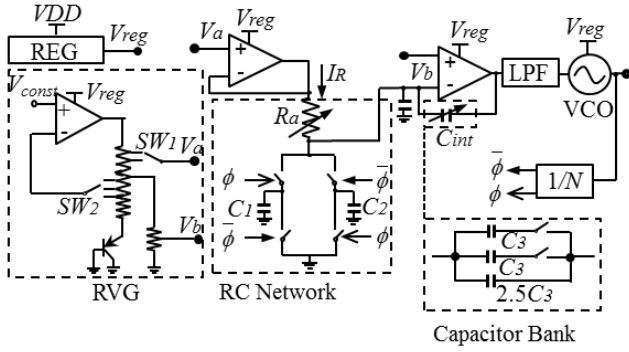 VDD
REG
Vreg
Vconst
+
-
Vreg
SW1
Va
SW2
Vb
RVG
Va
+
-
Vreg
IR
Ra
ϕ
ϕ̅
C1
C2
ϕ̅
ϕ
RC Network
Vb
+
-
Vreg
Cint
LPF
Vreg
VCO
ϕ̅
ϕ
1/N
C3
C3
2.5C3
Capacitor Bank